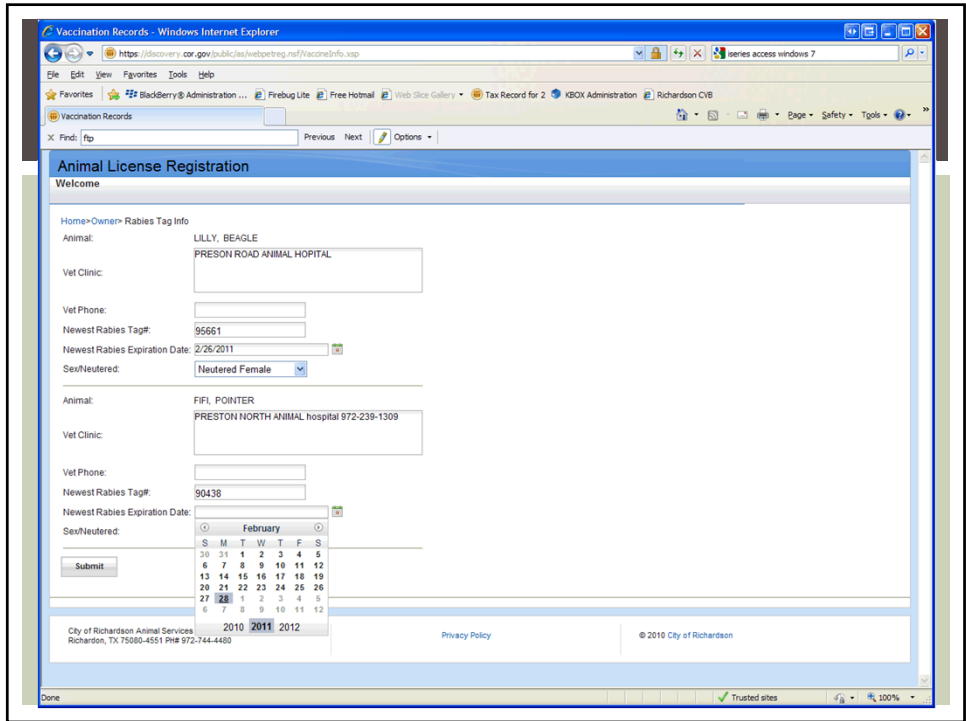 Vaccination Records - Windows Internet Explorer
https://discovery.cor.gov/public/as/webpetreg.nsf/VaccineInfo.xsp
iseries access windows 7
File Edit View Favorites Tools Help
Favorites BlackBerry® Administration ... Firebug Lite Free Hotmail Web Slice Gallery Tax Record for 2 KBOX Administration Richardson CVB
Vaccination Records
Page Safety Tools »
X Find: ftp Previous Next Options
Animal License Registration
Welcome
Home>Owner> Rabies Tag Info
Animal: LILLY, BEAGLE
PRESON ROAD ANIMAL HOPITAL
Vet Clinic:
Vet Phone:
Newest Rabies Tag#: 95661
Newest Rabies Expiration Date: 2/26/2011
Sex/Neutered: Neutered Female
Animal: FIFI, POINTER
PRESTON NORTH ANIMAL hospital 972-239-1309
Vet Clinic:
Vet Phone:
Newest Rabies Tag#: 90438
Newest Rabies Expiration Date:
Sex/Neutered:
February
S M T W T F S
30 31 1 2 3 4 5
6 7 8 9 10 11 12
13 14 15 16 17 18 19
20 21 22 23 24 25 26
27 28 1 2 3 4 5
6 7 8 9 10 11 12
2010 2011 2012
Submit
City of Richardson Animal Services
Richardon, TX 75080-4551 PH# 972-744-4480
Privacy Policy
© 2010 City of Richardson
Done Trusted sites 100%